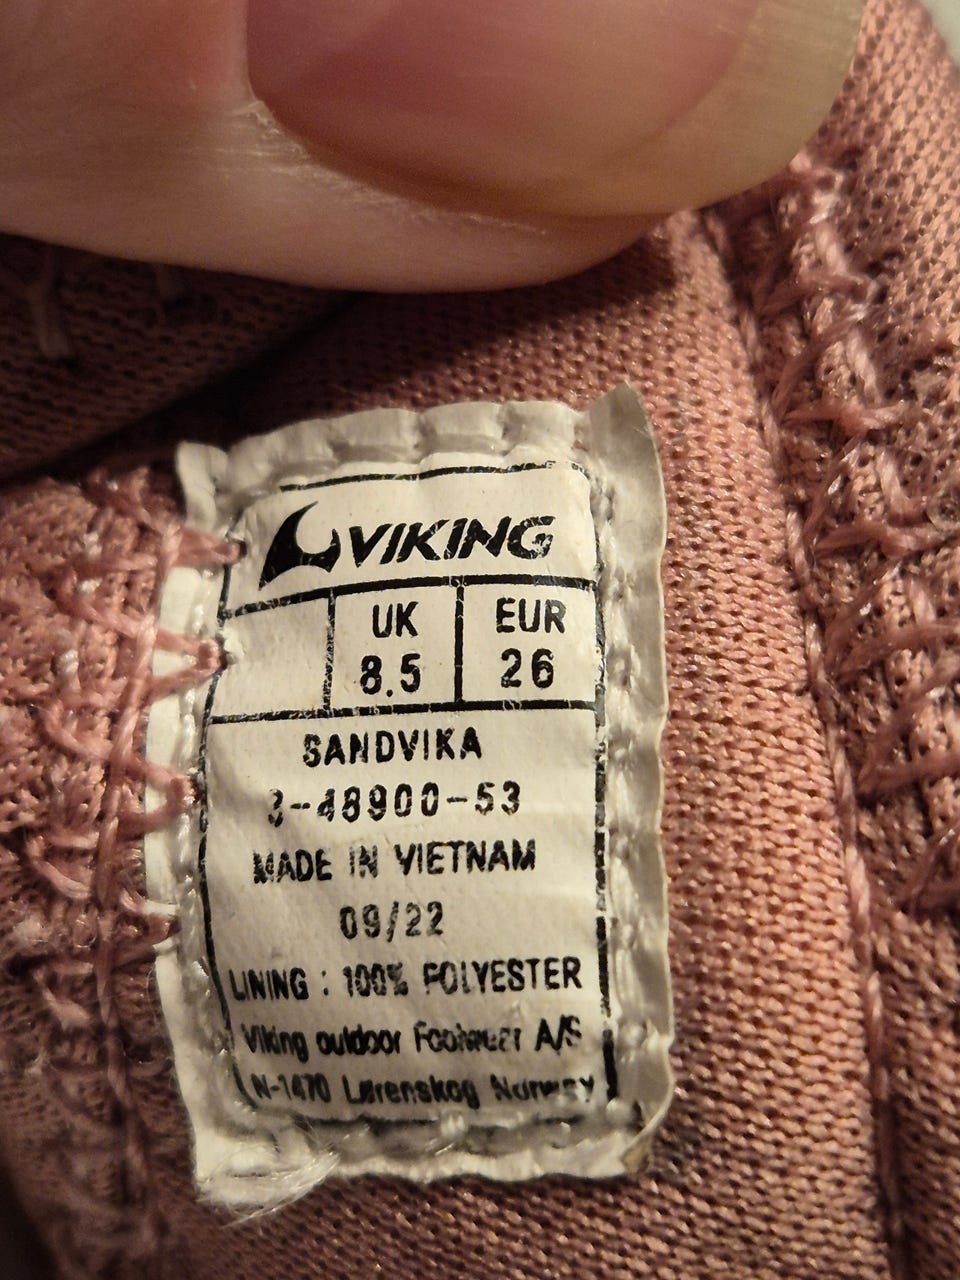 VIKING
UK EUR
8.5 26
SANDVIKA
3-48900-53
MADE IN VIETNAM
09/22
LINING : 100% POLYESTER
Viking outdoor Footwear A/S
N-1470 Lørenskog Norway